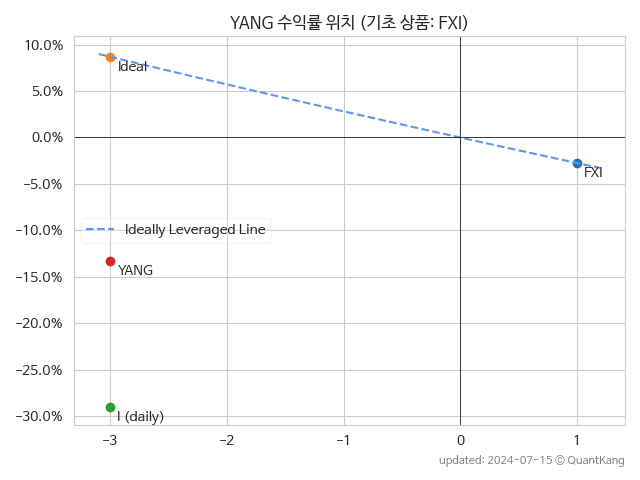 YANG 수익률 위치 (기초 상품: FXI)
10.0%
Ideal
5.0%
0.0%
FXI
−5.0%
−10.0%
Ideally Leveraged Line
YANG
−15.0%
−20.0%
−25.0%
−30.0%
I (daily)
−3
−2
−1
0
1
updated: 2024-07-15 © QuantKang